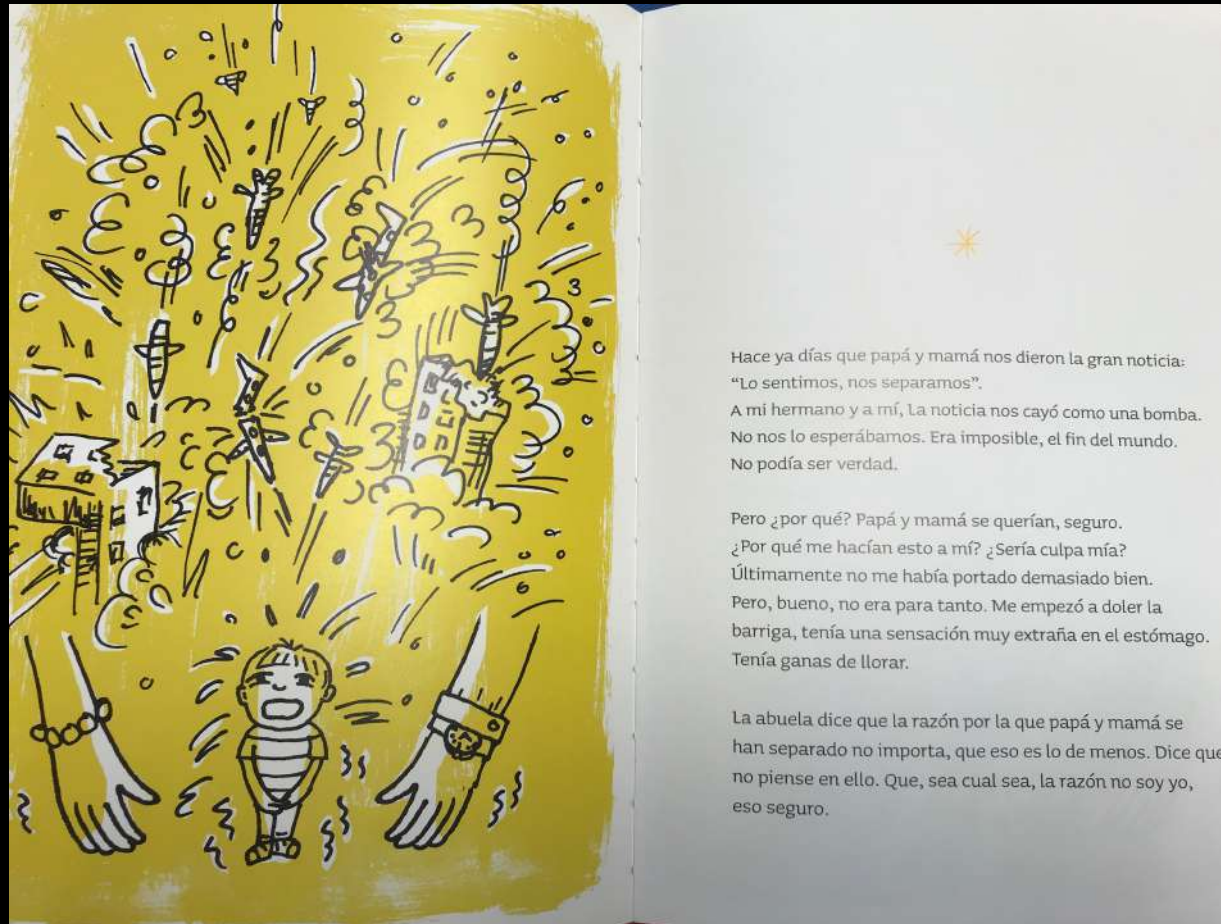 Hace ya días que papá y mamá nos dieron la gran noticia:
“Lo sentimos, nos separamos”.
A mi hermano y a mí, La noticia nos cayó como una bomba.
No nos lo esperábamos. Era imposible, el fin del mundo.
No podía ser verdad.
Pero ¿por qué? Papá y mamá se querían, seguro.
¿Por qué me hacían esto a mí? ¿Sería culpa mía?
Últimamente no me había portado demasiado bien.
Pero, bueno, no era para tanto. Me empezó a doler la
barriga, tenía una sensación muy extraña en el estómago.
Tenía ganas de llorar.
La abuela dice que la razón por la que papá y mamá se
han separado no importa, que eso es lo de menos. Dice que
no piense en ello. Que, sea cual sea, la razón no soy yo,
eso seguro.